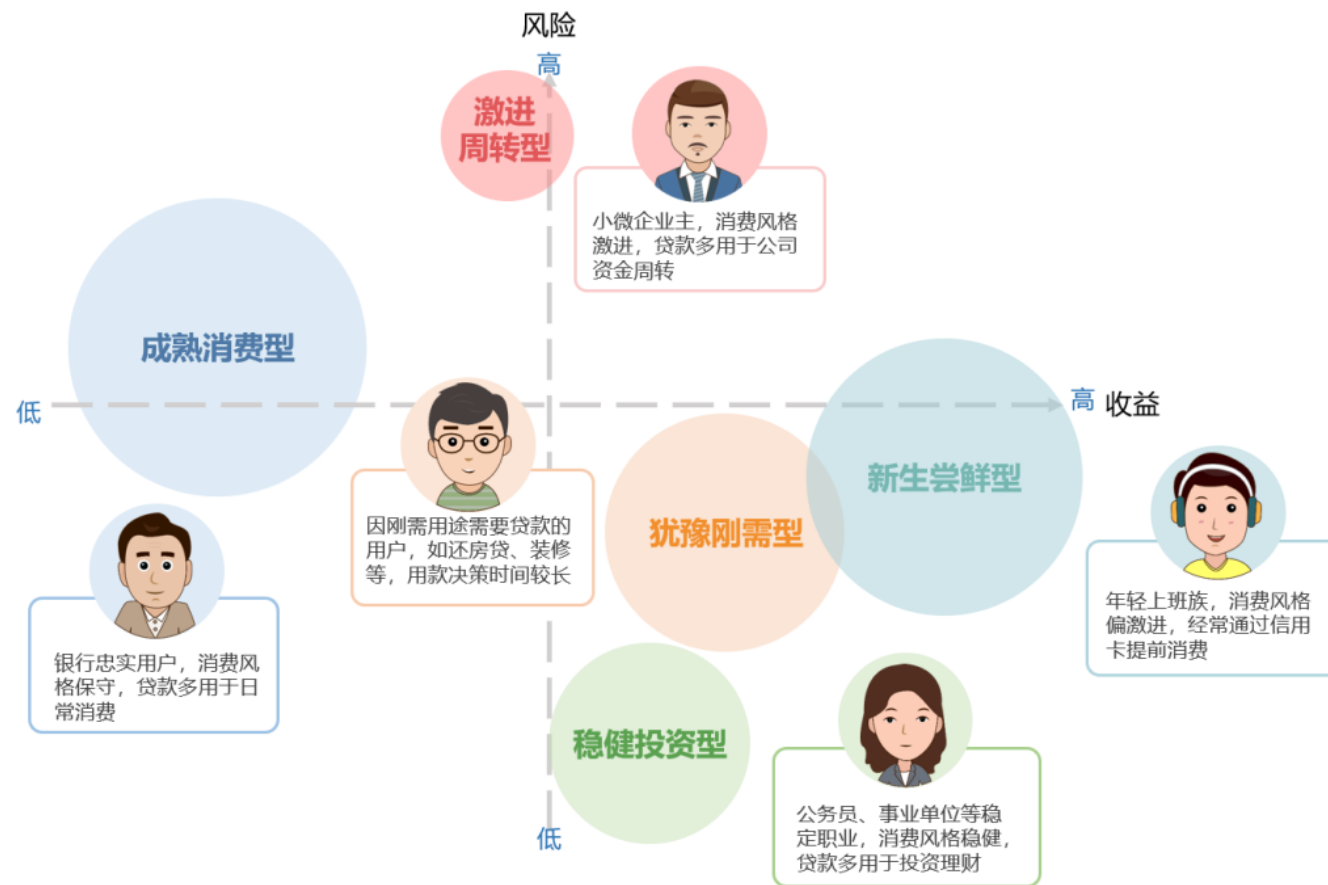 风险
高
激进
周转型
小微企业主，消费风格
激进，贷款多用于公司
资金周转
成熟消费型
低
高
收益
因刚需用途需要贷款的
用户，如还房贷、装修
等，用款决策时间较长
犹豫刚需型
新生尝鲜型
年轻上班族，消费风格
偏激进，经常通过信用
卡提前消费
银行忠实用户，消费风
格保守，贷款多用于日
常消费
稳健投资型
公务员、事业单位等稳
定职业，消费风格稳健，
贷款多用于投资理财
低